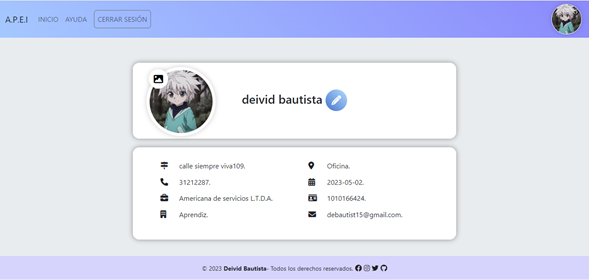 A.P.E.I INICIO AYUDA CERRAR SESIÓN
deivid bautista
calle siempre viva109. Oficina.
31212287. 2023-05-02.
Americana de servicios L.T.D.A. 1010166424.
Aprendiz. debautist15@gmail.com.
© 2023 Deivid Bautista- Todos los derechos reservados.